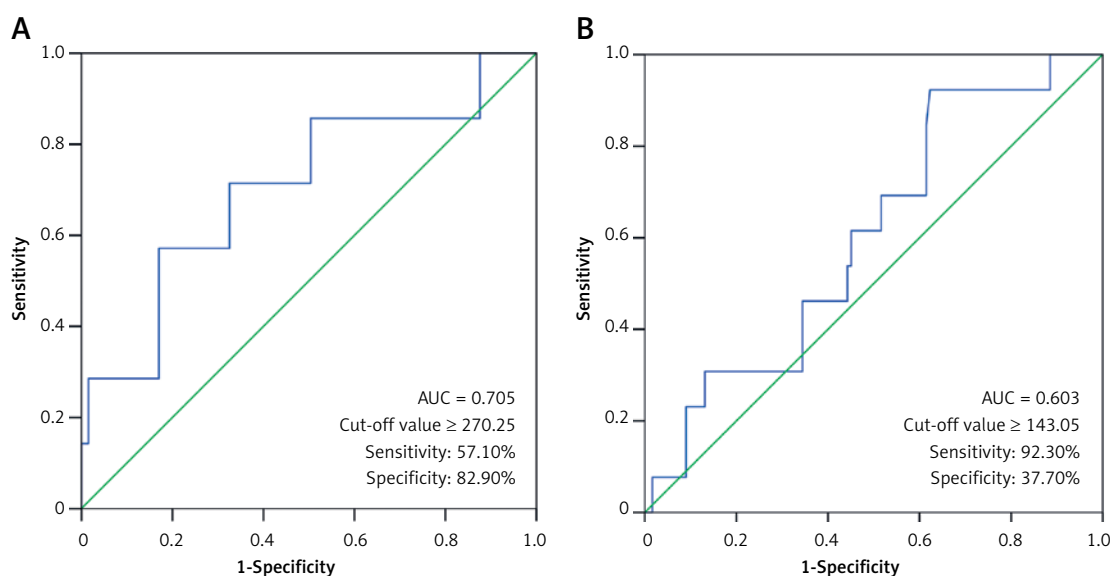 A
1.0
0.8
0.6
0.4
0.2
0
Sensitivity
AUC = 0.705
Cut-off value ≥ 270.25
Sensitivity: 57.10%
Specificity: 82.90%
0 0.2 0.4 0.6 0.8 1.0
1-Specificity
B
1.0
0.8
0.6
0.4
0.2
0
Sensitivity
AUC = 0.603
Cut-off value ≥ 143.05
Sensitivity: 92.30%
Specificity: 37.70%
0 0.2 0.4 0.6 0.8 1.0
1-Specificity